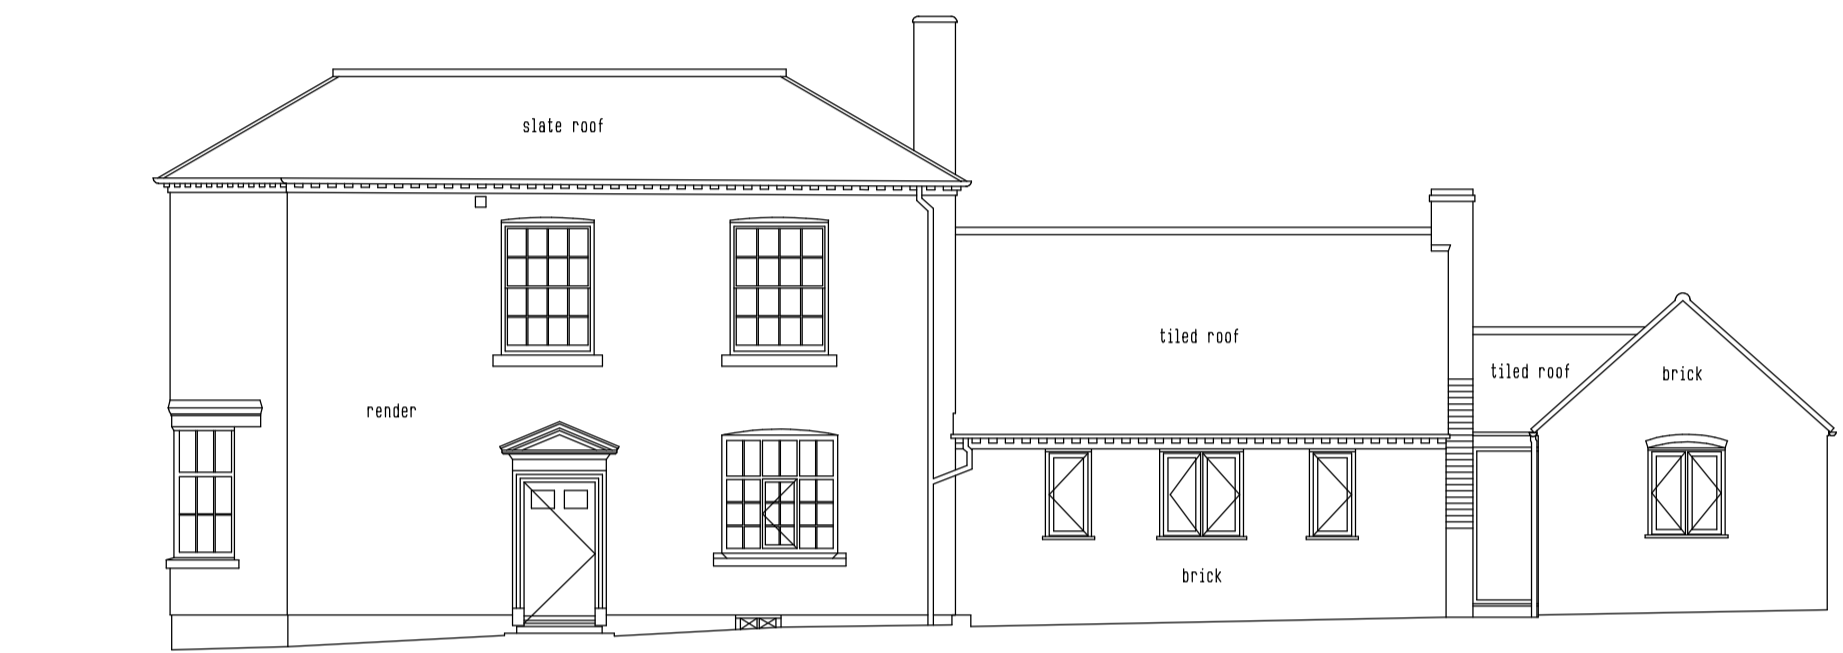 slate roof
render
tiled roof
tiled roof
brick
brick